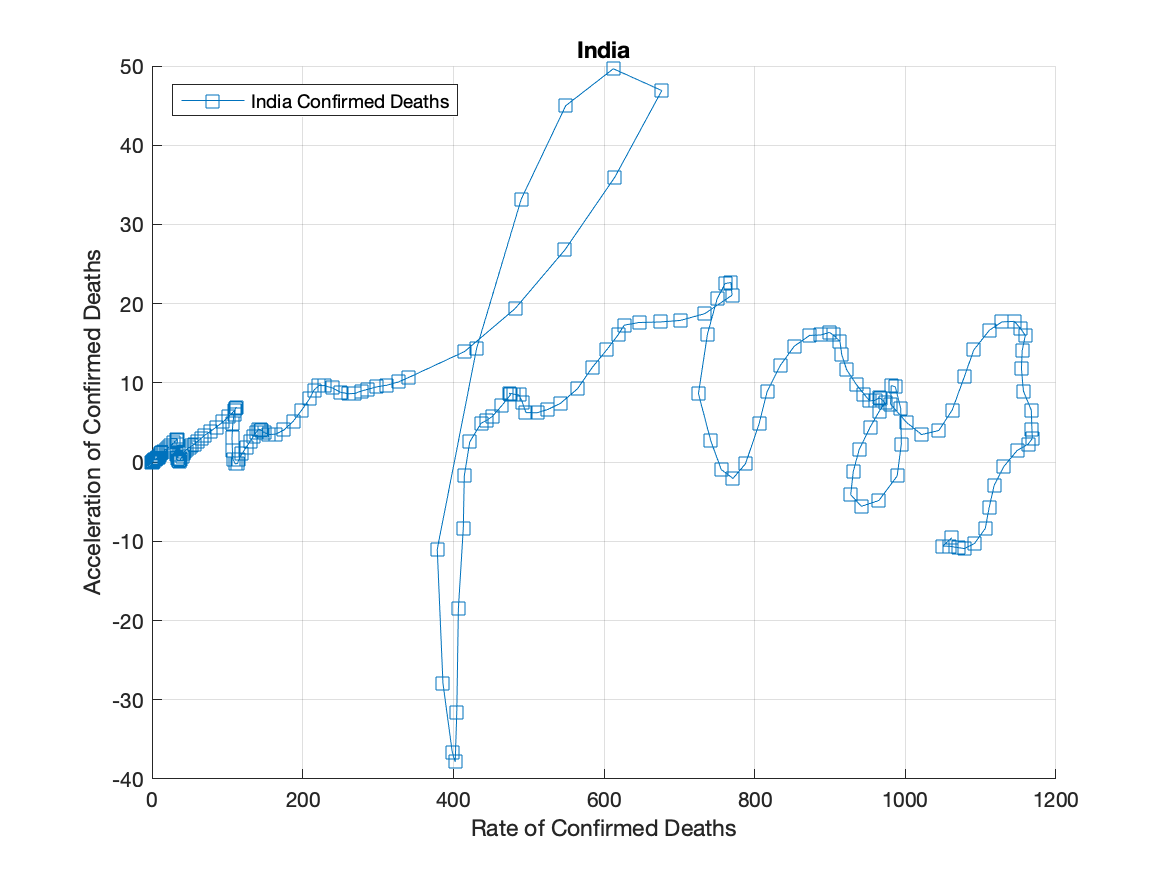 India
India Confirmed Deaths
Acceleration of Confirmed Deaths
50
40
30
20
10
0
-10
-20
-30
-40
0 200 400 600 800 1000 1200
Rate of Confirmed Deaths